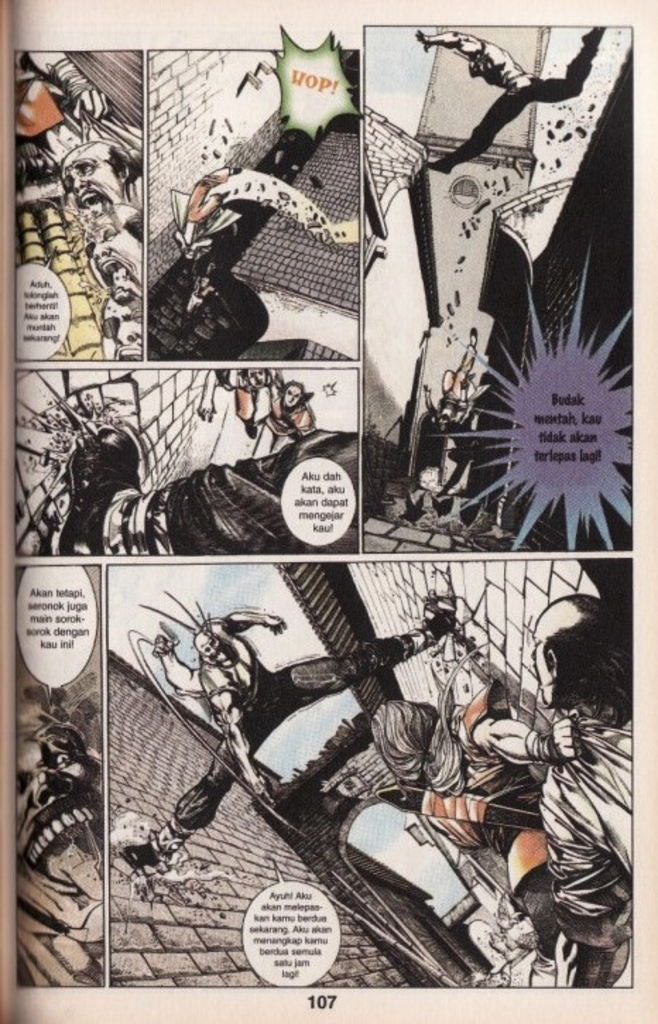 Aduh,
tolonglah
berhenti!
Aku akan
muntah
sekarang!
HOP!
Budak
mentah, kau
tidak akan
terlepas lagi!
Aku dah
kata, aku
akan dapat
mengejar
kau!
Akan tetapi,
seronok juga
main sorok-
sorok dengan
kau ini!
Ayuh! Aku
akan melepas-
kan kamu berdua
sekarang. Aku akan
menangkap kamu
berdua semula
satu jam
lagi!
107